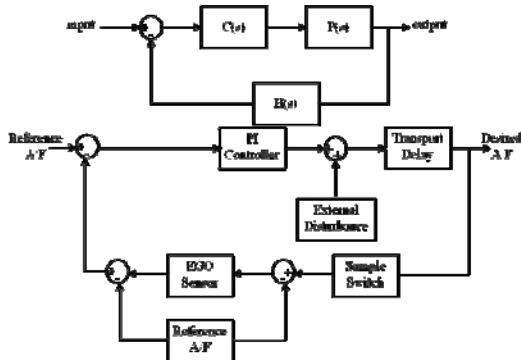 input
C(s)
P(s)
output
H(s)
Reference
A/F
PI
Controller
Transport
Delay
Desired
A/F
External
Disturbance
EGO
Sensor
Sample
Switch
Reference
A/F